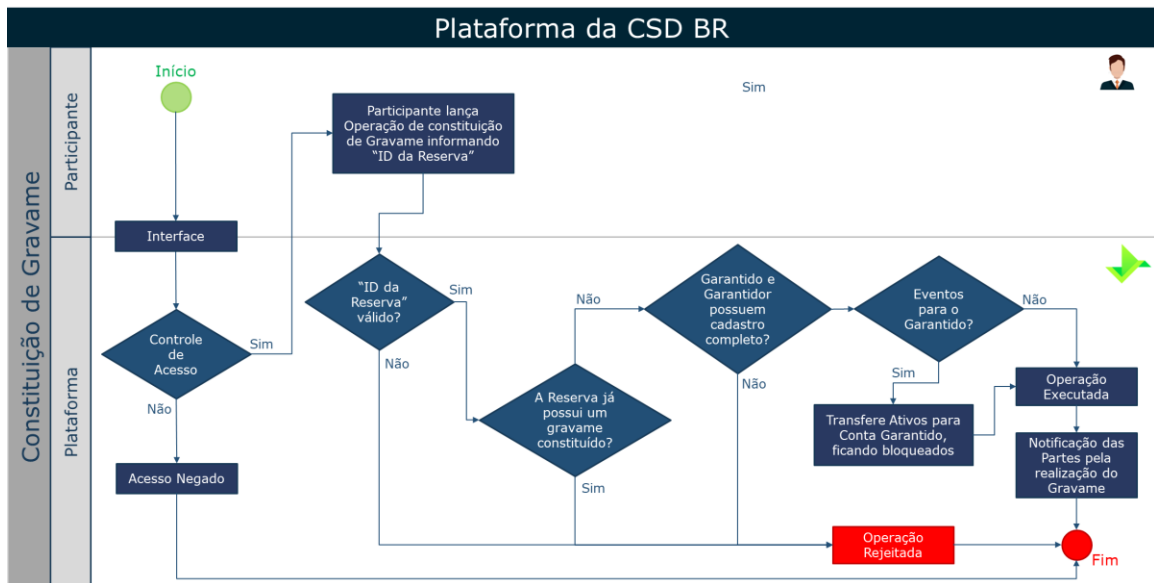 Plataforma da CSD BR
Constituição de Gravame
Participante
Plataforma
Início
Sim
Participante lança
Operação de constituição
de Gravame informando
“ID da Reserva”
Interface
Controle
de
Acesso
Sim
Não
Acesso Negado
“ID da
Reserva”
válido?
Sim
Não
A Reserva já
possui um
gravame
constituído?
Não
Sim
Garantido e
Garantidor
possuem
cadastro
completo?
Não
Eventos
para o
Garantido?
Não
Sim
Transfere Ativos para
Conta Garantido,
ficando bloqueados
Operação
Executada
Notificação das
Partes pela
realização do
Gravame
Operação
Rejeitada
Fim